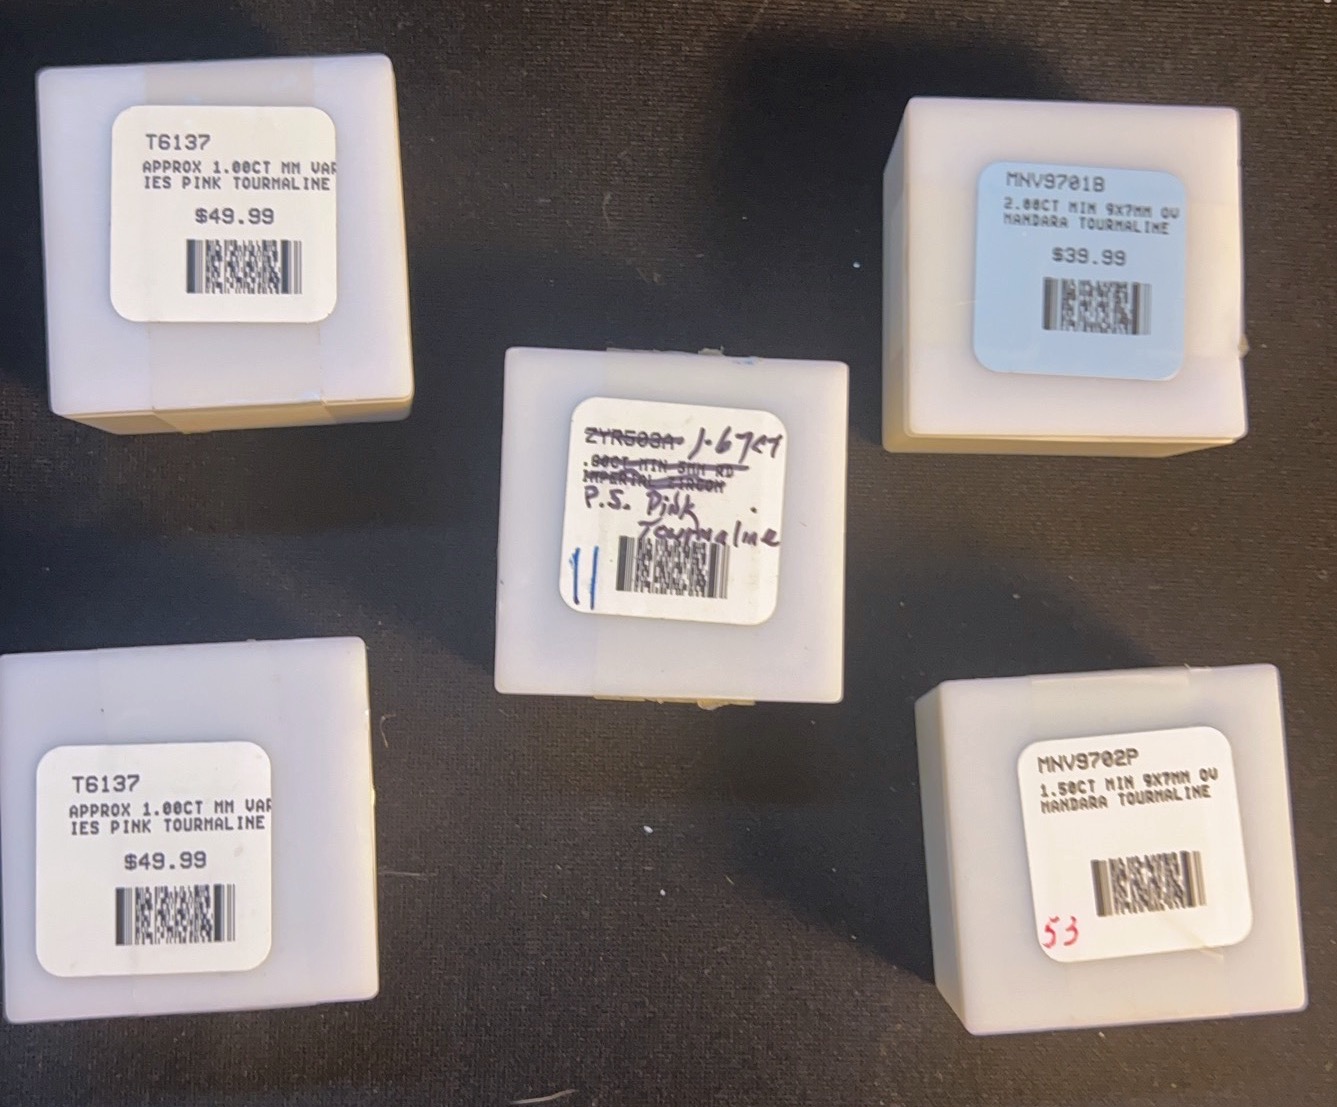 T6137
APPROX 1.00CT MM VAR
IES PINK TOURMALINE
$49.99
MNV9701B
2.00CT MIN 9X7MM OV
MANDARA TOURMALINE
$39.99
ZYR503A 1.67CT
.80CT MIN 5MM RD
IMPERIAL ZIRCON
P.S. Pink
Tourmaline
11
T6137
APPROX 1.00CT MM VAR
IES PINK TOURMALINE
$49.99
MNV9702P
1.50CT MIN 9X7MM OV
MANDARA TOURMALINE
53